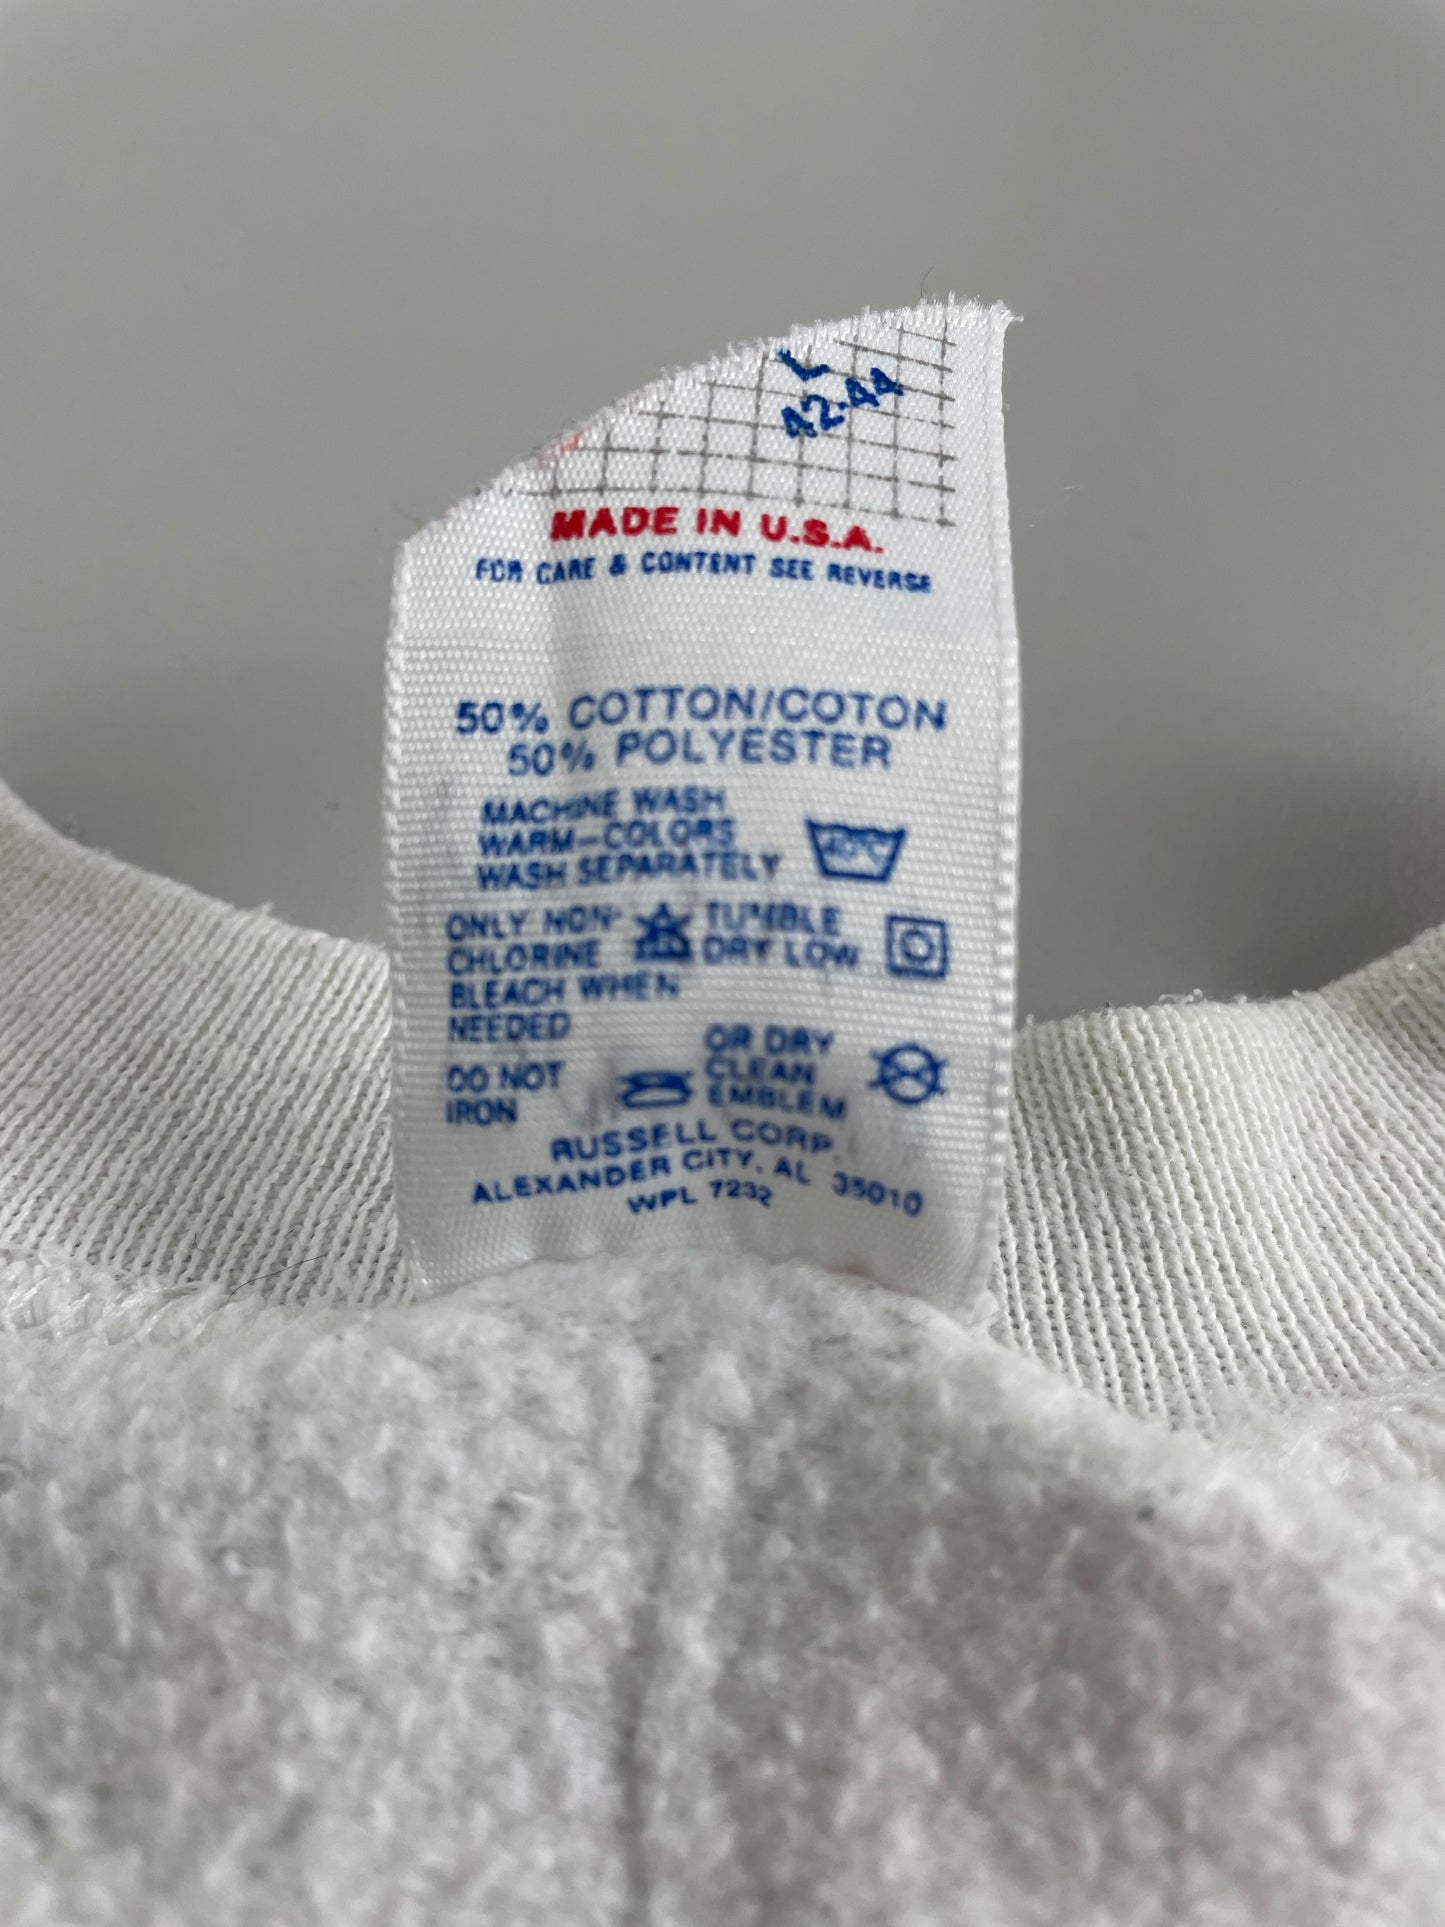 L
42-44
MADE IN U.S.A.
FOR CARE & CONTENT SEE REVERSE
50% COTTON/COTON
50% POLYESTER
MACHINE WASH
WARM-COLORS
WASH SEPARATELY
40°C
ONLY NON-
CHLORINE
BLEACH WHEN
NEEDED
TUMBLE
DRY LOW
DO NOT
IRON
OR DRY
CLEAN
EMBLEM
RUSSELL CORP.
ALEXANDER CITY, AL 35010
WPL 7232